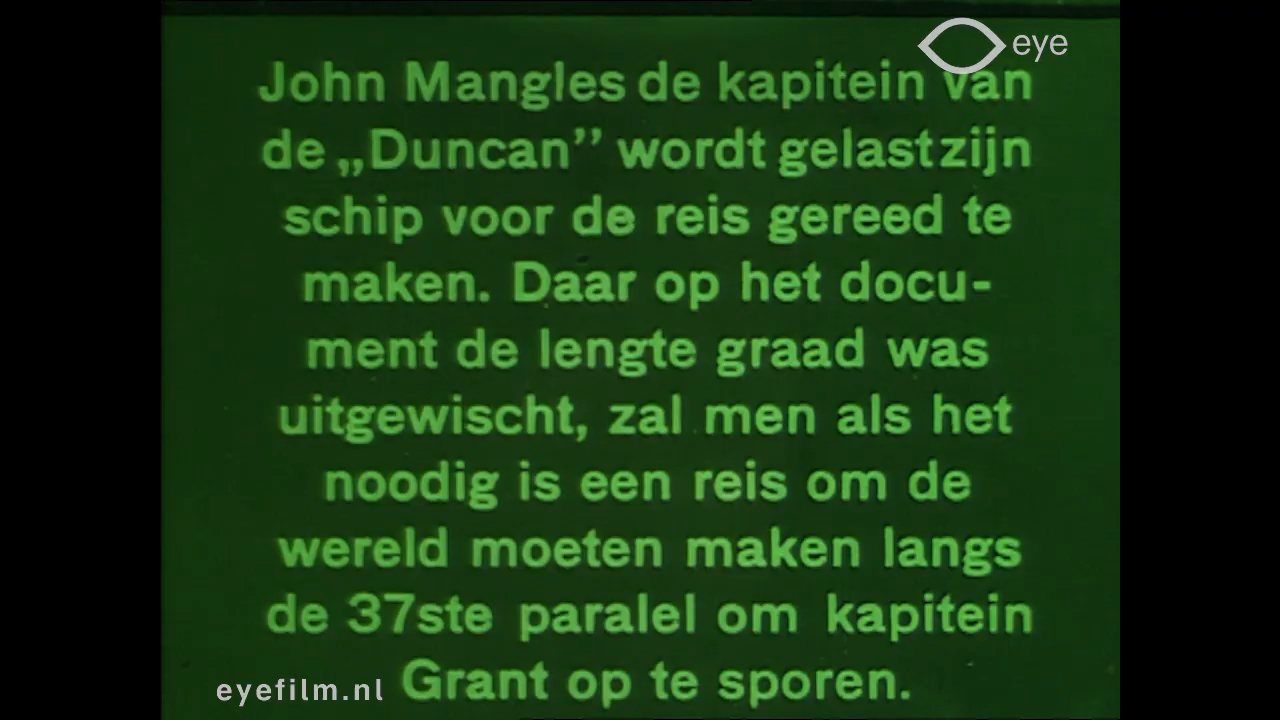 eye
John Mangles de kapitein van
de „Duncan” wordt gelast zijn
schip voor de reis gereed te
maken. Daar op het docu-
ment de lengte graad was
uitgewischt, zal men als het
noodig is een reis om de
wereld moeten maken langs
de 37ste paralel om kapitein
Grant op te sporen.
eyefilm.nl